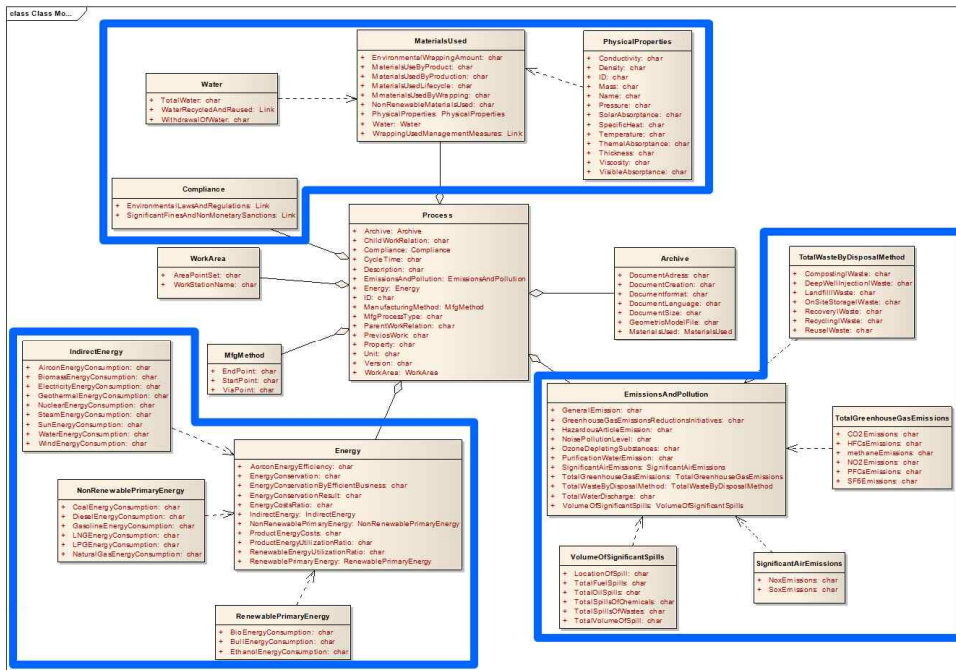 class Class Mo...
MaterialsUsed
+ EnvironmentalWrappingAmount: char
+ MaterialsUseByProduct: char
+ MaterialsUsedByProduction: char
+ MaterialsUsedLifecycle: char
+ MmaterialsUsedByWrapping: char
+ NonRenewableMaterialsUsed: char
+ PhysicalProperties: PhysicalProperties
+ Water: Water
+ WrappingUsedManagementMeasures: Link
PhysicalProperties
+ Conductivity: char
+ Density: char
+ ID: char
+ Mass: char
+ Name: char
+ Pressure: char
+ SolarAbsorptance: char
+ SpecificHeat: char
+ Temperature: char
+ ThemalAbsorptance: char
+ Thickness: char
+ Viscosity: char
+ VisibleAbsorptance: char
Water
+ TotalWater: char
+ WaterRecycledAndReused: Link
+ WithdrawalOfWater: char
Compliance
+ EnvironmentalLawsAndRegulations: Link
+ SignificantFinesAndNonMonetarySanctions: Link
Process
+ Archive: Archive
+ ChildWorkRelation: char
+ Compliance: Compliance
+ CycleTime: char
+ Description: char
+ EmissionsAndPollution: EmissionsAndPollution
+ Energy: Energy
+ ID: char
+ ManufacturingMethod: MfgMethod
+ MfgProcessType: char
+ ParentWorkRelation: char
+ PreviosWork: char
+ Property: char
+ Unit: char
+ Version: char
+ WorkArea: WorkArea
WorkArea
+ AreaPointSet: char
+ WorkStationName: char
Archive
+ DocumentAdress: char
+ DocumentCreation: char
+ Documentformat: char
+ DocumentLanguage: char
+ DocumentSize: char
+ GeometricModelFile: char
+ MaterialsUsed: MaterialsUsed
TotalWasteByDisposalMethod
+ CompostinglWaste: char
+ DeepWellInjectionlWaste: char
+ LandfilllWaste: char
+ OnSiteStoragelWaste: char
+ RecoverylWaste: char
+ RecyclinglWaste: char
+ ReuselWaste: char
MfgMethod
+ EndPoint: char
+ StartPoint: char
+ ViaPoint: char
IndirectEnergy
+ AirconEnergyConsumption: char
+ BiomassEnergyConsumption: char
+ ElectricityEnergyConsumption: char
+ GeothermalEnergyConsumption: char
+ NuclearEnergyConsumption: char
+ SteamEnergyConsumption: char
+ SunEnergyConsumption: char
+ WaterEnergyConsumption: char
+ WindEnergyConsumption: char
EmissionsAndPollution
+ GeneralEmission: char
+ GreenhouseGasEmissionsReductionsInitiatives: char
+ HazardousArticleEmission: char
+ NoisePollutionLevel: char
+ OzoneDepletingSubstances: char
+ PurificationWaterEmission: char
+ SignificantAirEmissions: SignificantAirEmissions
+ TotalGreenhouseGasEmissions: TotalGreenhouseGasEmissions
+ TotalWasteByDisposalMethod: TotalWasteByDisposalMethod
+ TotalWaterDischarge: char
+ VolumeOfSignificantSpills: VolumeOfSignificantSpills
TotalGreenhouseGasEmissions
+ CO2Emissions: char
+ HFCsEmissions: char
+ methaneEmissions: char
+ NO2Emissions: char
+ PFCsEmissions: char
+ SF5Emissions: char
Energy
+ AorconEnergyEfficiency: char
+ EnergyConservation: char
+ EnergyConservationByEfficientBusiness: char
+ EnergyConservationResult: char
+ EnergyCostsRatio: char
+ IndirectEnergy: IndirectEnergy
+ NonRenewablePrimaryEnergy: NonRenewablePrimaryEnergy
+ ProductEnergyCosts: char
+ ProductEnergyUtilizationRatio: char
+ RenewableEnergyUtilizationRatio: char
+ RenewablePrimaryEnergy: RenewablePrimaryEnergy
NonRenewablePrimaryEnergy
+ CoalEnergyConsumption: char
+ DieselEnergyConsumption: char
+ GasolineEnergyConsumption: char
+ LNGEnergyConsumption: char
+ LPGEnergyConsumption: char
+ NaturalGasEnergyConsumption: char
VolumeOfSignificantSpills
+ LocationOfSpill: char
+ TotalFuelSpills: char
+ TotalOilSpills: char
+ TotalSpillsOfChemicals: char
+ TotalSpillsOfWastes: char
+ TotalVolumeOfSpill: char
SignificantAirEmissions
+ NoxEmissions: char
+ SoxEmissions: char
RenewablePrimaryEnergy
+ BioEnergyConsumption: char
+ BullEnergyConsumption: char
+ EthanolEnergyConsumption: char